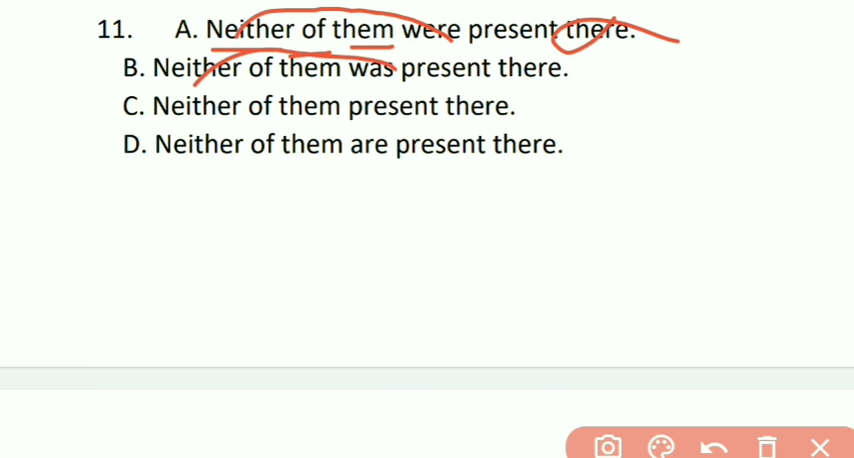 11. A. Neither of them were present there.
B. Neither of them was present there.
C. Neither of them present there.
D. Neither of them are present there.